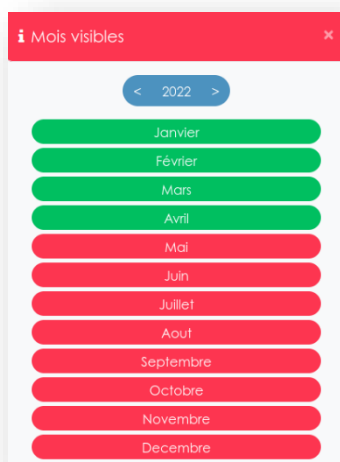 i Mois visibles ×
< 2022 >
Janvier
Février
Mars
Avril
Mai
Juin
Juillet
Aout
Septembre
Octobre
Novembre
Decembre